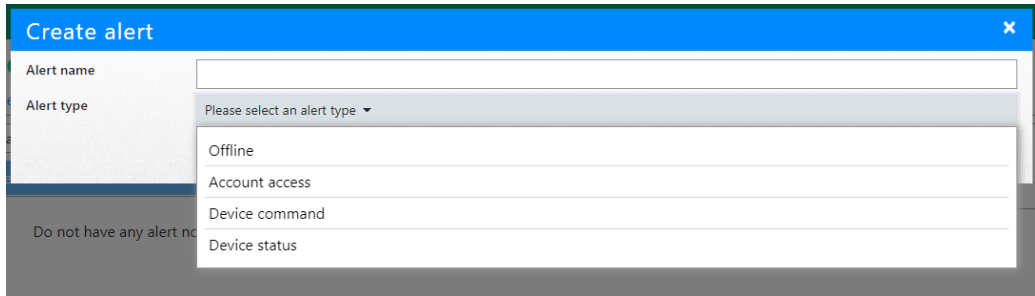 Create alert
Alert name
Alert type
Please select an alert type
Offline
Account access
Device command
Device status
Do not have any alert